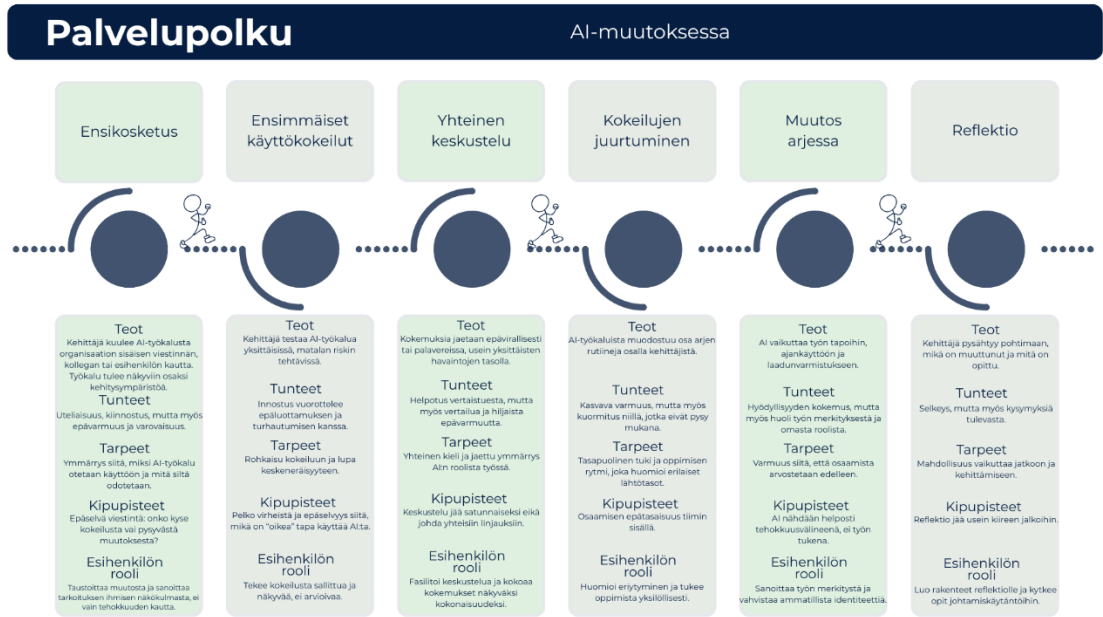 Palvelupolku
AI-muutoksessa
Ensikosketus
Ensimmäiset
käyttökokeilut
Yhteinen
keskustelu
Kokeilujen
juurtuminen
Muutos
arjessa
Reflektio
Teot
Kehittäjä kuulee AI-työkalusta
organisaation sisäisen viestinnän,
kollegan tai esihenkilön kautta.
Työkalu tulee näkyviin osaksi
kehitysympäristöä.
Tunteet
Uteliaisuus, kiinnostus, mutta myös
epävarmuus ja varovaisuus.
Tarpeet
Ymmärrys siitä, miksi AI-työkalu
otetaan käyttöön ja mitä siltä
odotetaan.
Kipupisteet
Epäselvä viestintä: onko kyse
kokeilusta vai pysyvästä
muutoksesta?
Esihenkilön
rooli
Taustoittaa muutosta ja sanoittaa
tarkoituksen ihmisen näkökulmasta, ei
vain tehokkuuden kautta.
Teot
Kehittäjä testaa AI-työkalua
yksittäisissä, matalan riskin
tehtävissä.
Tunteet
Innostus vuorottelee
epäluottamuksen ja
turhautumisen kanssa.
Tarpeet
Rohkaisu kokeiluun ja lupa
keskeneräisyyteen.
Kipupisteet
Pelko virheistä ja epäselvyys siitä,
mikä on "oikea" tapa käyttää AI:ta.
Esihenkilön
rooli
Tekee kokeilusta sallittua ja
näkyvää, ei arvioivaa.
Teot
Kokemuksia jaetaan epävirallisesti
tai palavereissa, usein yksittäisten
havaintojen tasolla.
Tunteet
Helpotus vertaistuesta, mutta
myös vertailua ja hiljaista
epävarmuutta.
Tarpeet
Yhteinen kieli ja jaettu ymmärrys
AI:n roolista työssä.
Kipupisteet
Keskustelu jää satunnaiseksi eikä
johda yhteisiin linjauksiin.
Esihenkilön
rooli
Fasilitoi keskustelua ja kokoaa
kokemukset näkyväksi
kokonaisuudeksi.
Teot
AI-työkaluista muodostuu osa arjen
rutiineja osalla kehittäjistä.
Tunteet
Kasvava varmuus, mutta myös
kuormitus niillä, jotka eivät pysy
mukana.
Tarpeet
Tasapuolinen tuki ja oppimisen
rytmi, joka huomioi erilaiset
lähtötasot.
Kipupisteet
Osaamisen epätasaisuus tiimin
sisällä.
Esihenkilön
rooli
Huomioi eriytyminen ja tukee
oppimista yksilöllisesti.
Teot
AI vaikuttaa työn tapoihin,
ajankäyttöön ja
laadunvarmistukseen.
Tunteet
Hyödyllisyyden kokemus, mutta
myös huoli työn merkityksestä ja
omasta roolista.
Tarpeet
Varmuus siitä, että osaamista
arvostetaan edelleen.
Kipupisteet
AI nähdään helposti
tehokkuusvälineenä, ei työn
tukena.
Esihenkilön
rooli
Sanoittaa työn merkitystä ja
vahvistaa ammatillista identiteettiä.
Teot
Kehittäjä pysähtyy pohtimaan,
mikä on muuttunut ja mitä on
opittu.
Tunteet
Selkeys, mutta myös kysymyksiä
tulevasta.
Tarpeet
Mahdollisuus vaikuttaa jatkoon ja
kehittämiseen.
Kipupisteet
Reflektio jää usein kiireen jalkoihin.
Esihenkilön
rooli
Luo rakenteet reflektiolle ja kytkee
opit johtamiskäytäntöihin.